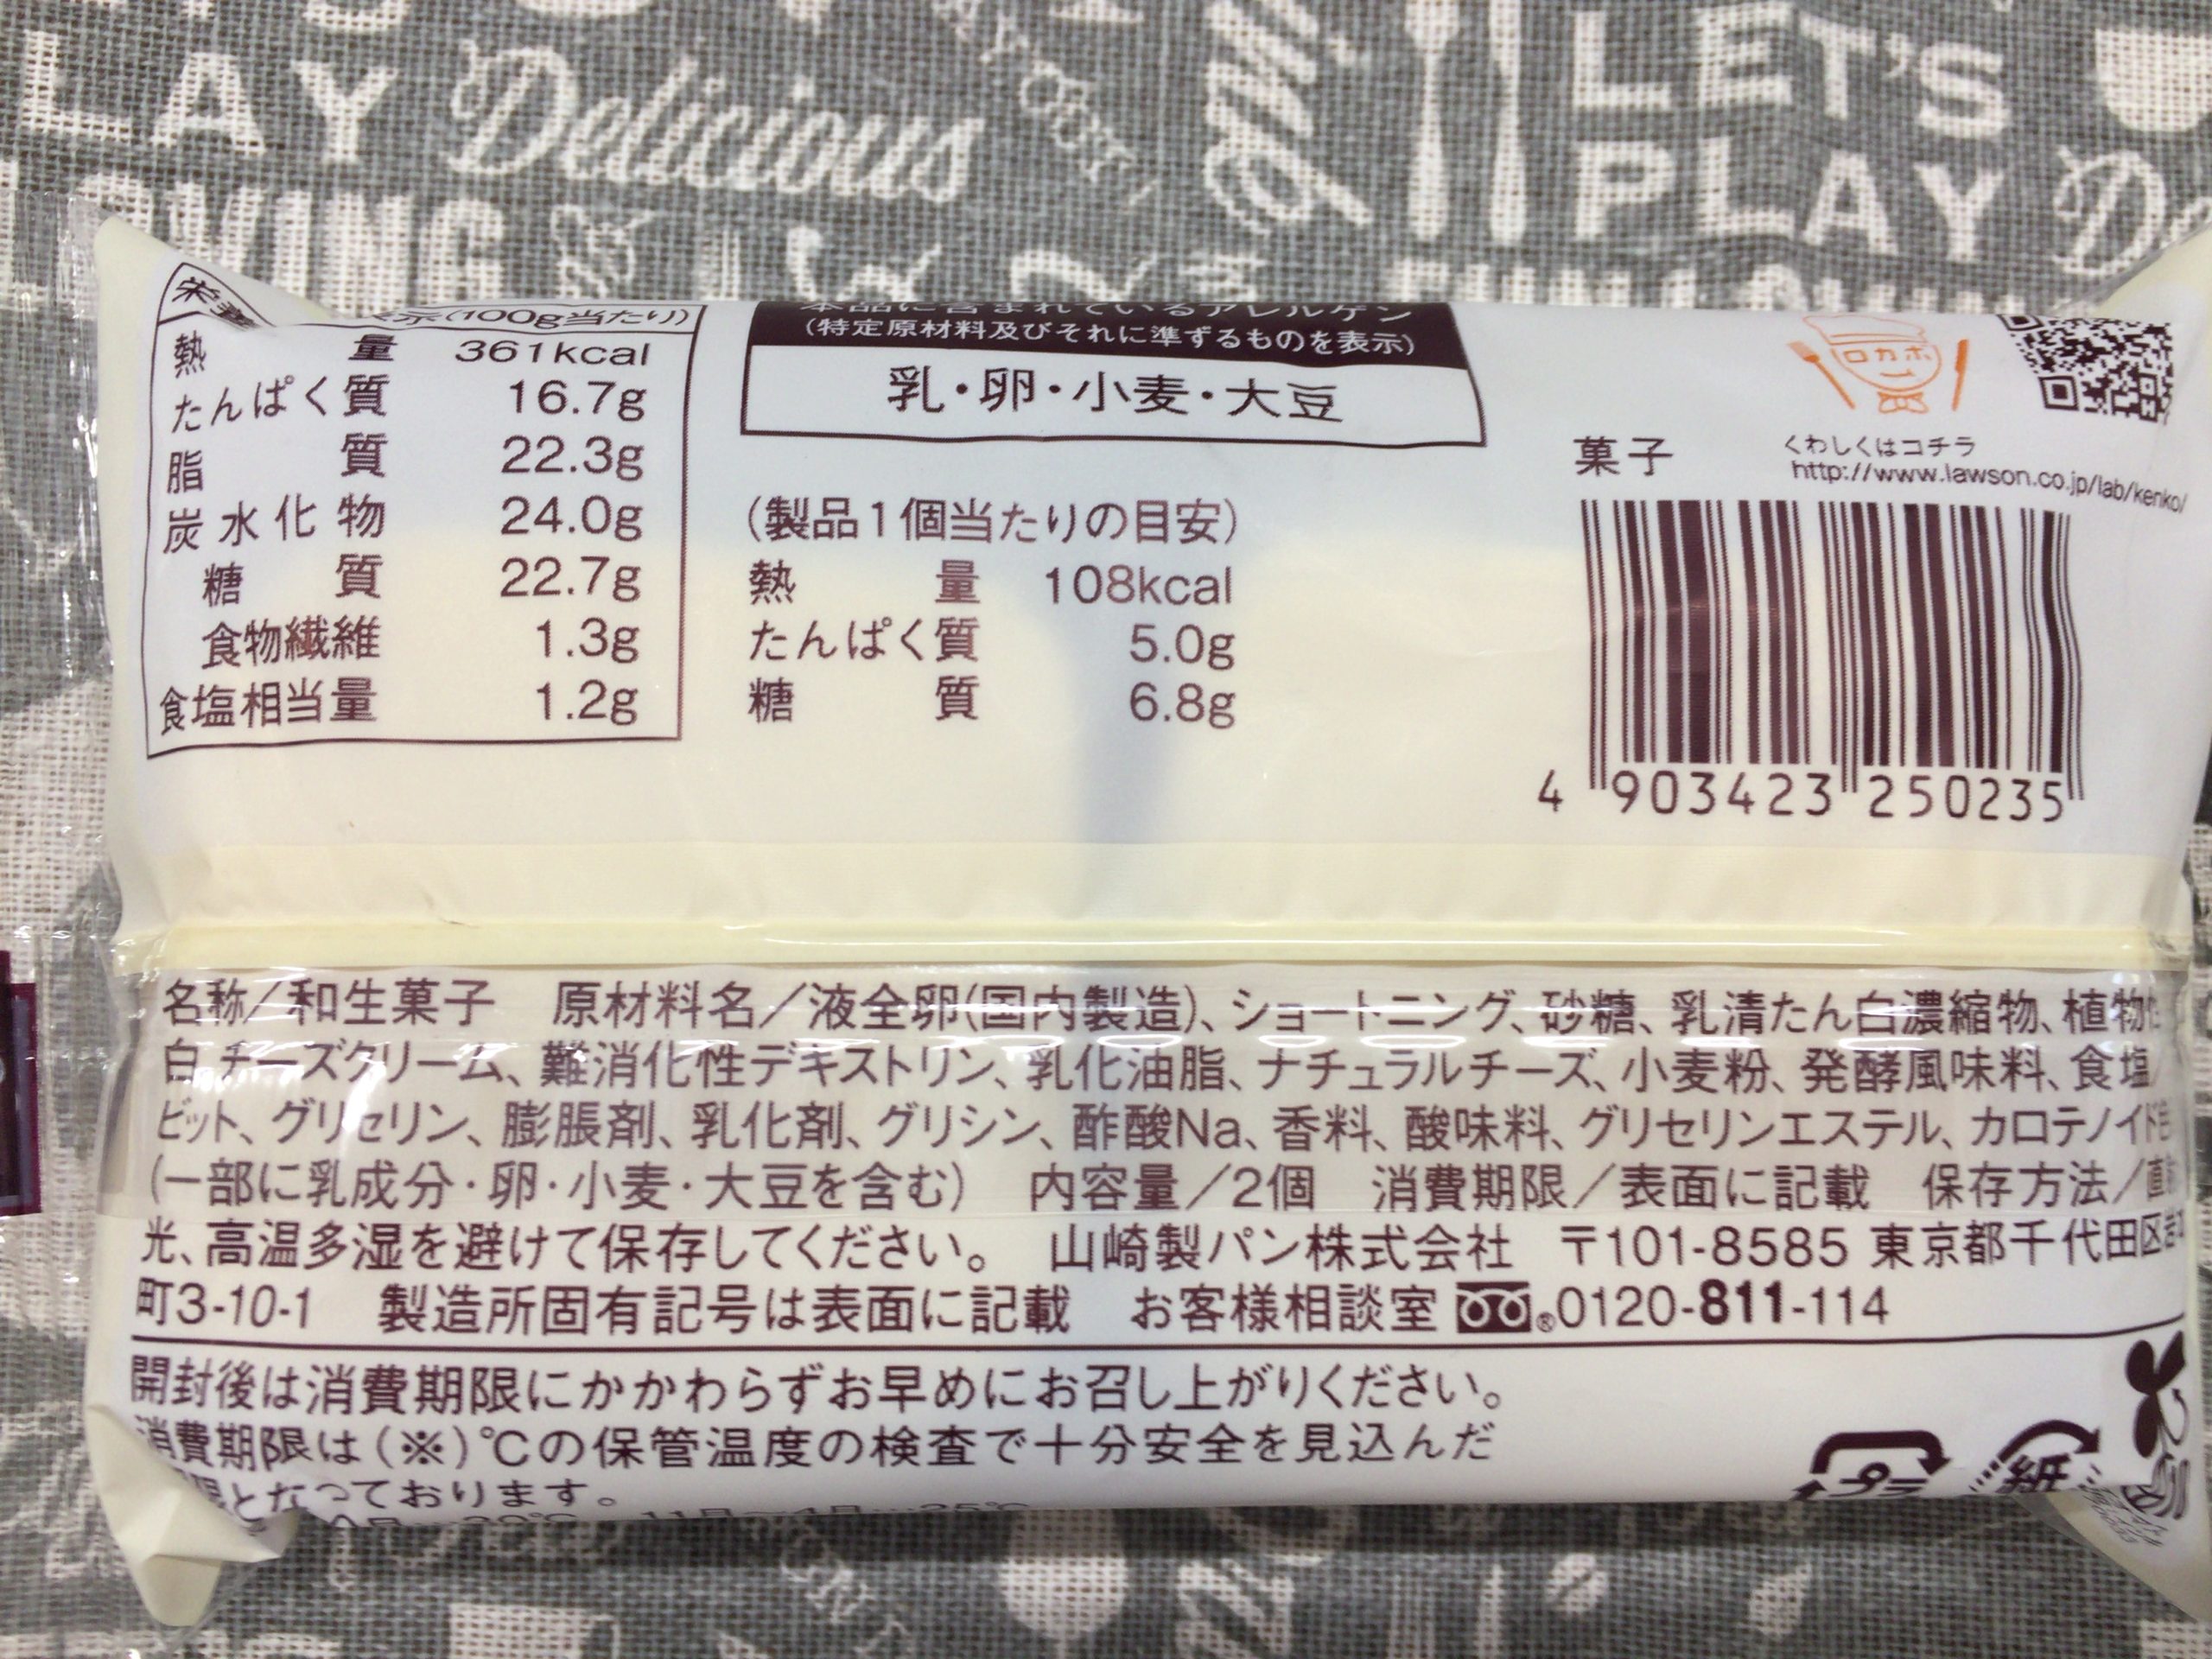 LAY Delicious
LET'S
PLAY
栄養
示(100g当たり)
熱量 361kcal
たんぱく質 16.7g
脂質 22.3g
炭水化物 24.0g
糖質 22.7g
食物繊維 1.3g
食塩相当量 1.2g
本品に含まれているアレルゲン
(特定原材料及びそれに準ずるものを表示)
乳・卵・小麦・大豆
(製品1個当たりの目安)
熱量 108kcal
たんぱく質 5.0g
糖質 6.8g
ロカボ
菓子
くわしくはコチラ
http://www.lawson.co.jp/lab/kenko/
4 903423 250235
名称/和生菓子 原材料名/液全卵(国内製造)、ショートニング、砂糖、乳清たん白濃縮物、植物性
白、チーズクリーム、難消化性デキストリン、乳化油脂、ナチュラルチーズ、小麦粉、発酵風味料、食塩/
ビット、グリセリン、膨脹剤、乳化剤、グリシン、酢酸Na、香料、酸味料、グリセリンエステル、カロテノイド色
(一部に乳成分・卵・小麦・大豆を含む) 内容量/2個 消費期限/表面に記載 保存方法/直
光、高温多湿を避けて保存してください。 山崎製パン株式会社 〒101-8585 東京都千代田区
町3-10-1 製造所固有記号は表面に記載 お客様相談室 0120-811-114
開封後は消費期限にかかわらずお早めにお召し上がりください。
消費期限は(※)℃の保管温度の検査で十分安全を見込んだ
限となっております。
プラ 紙